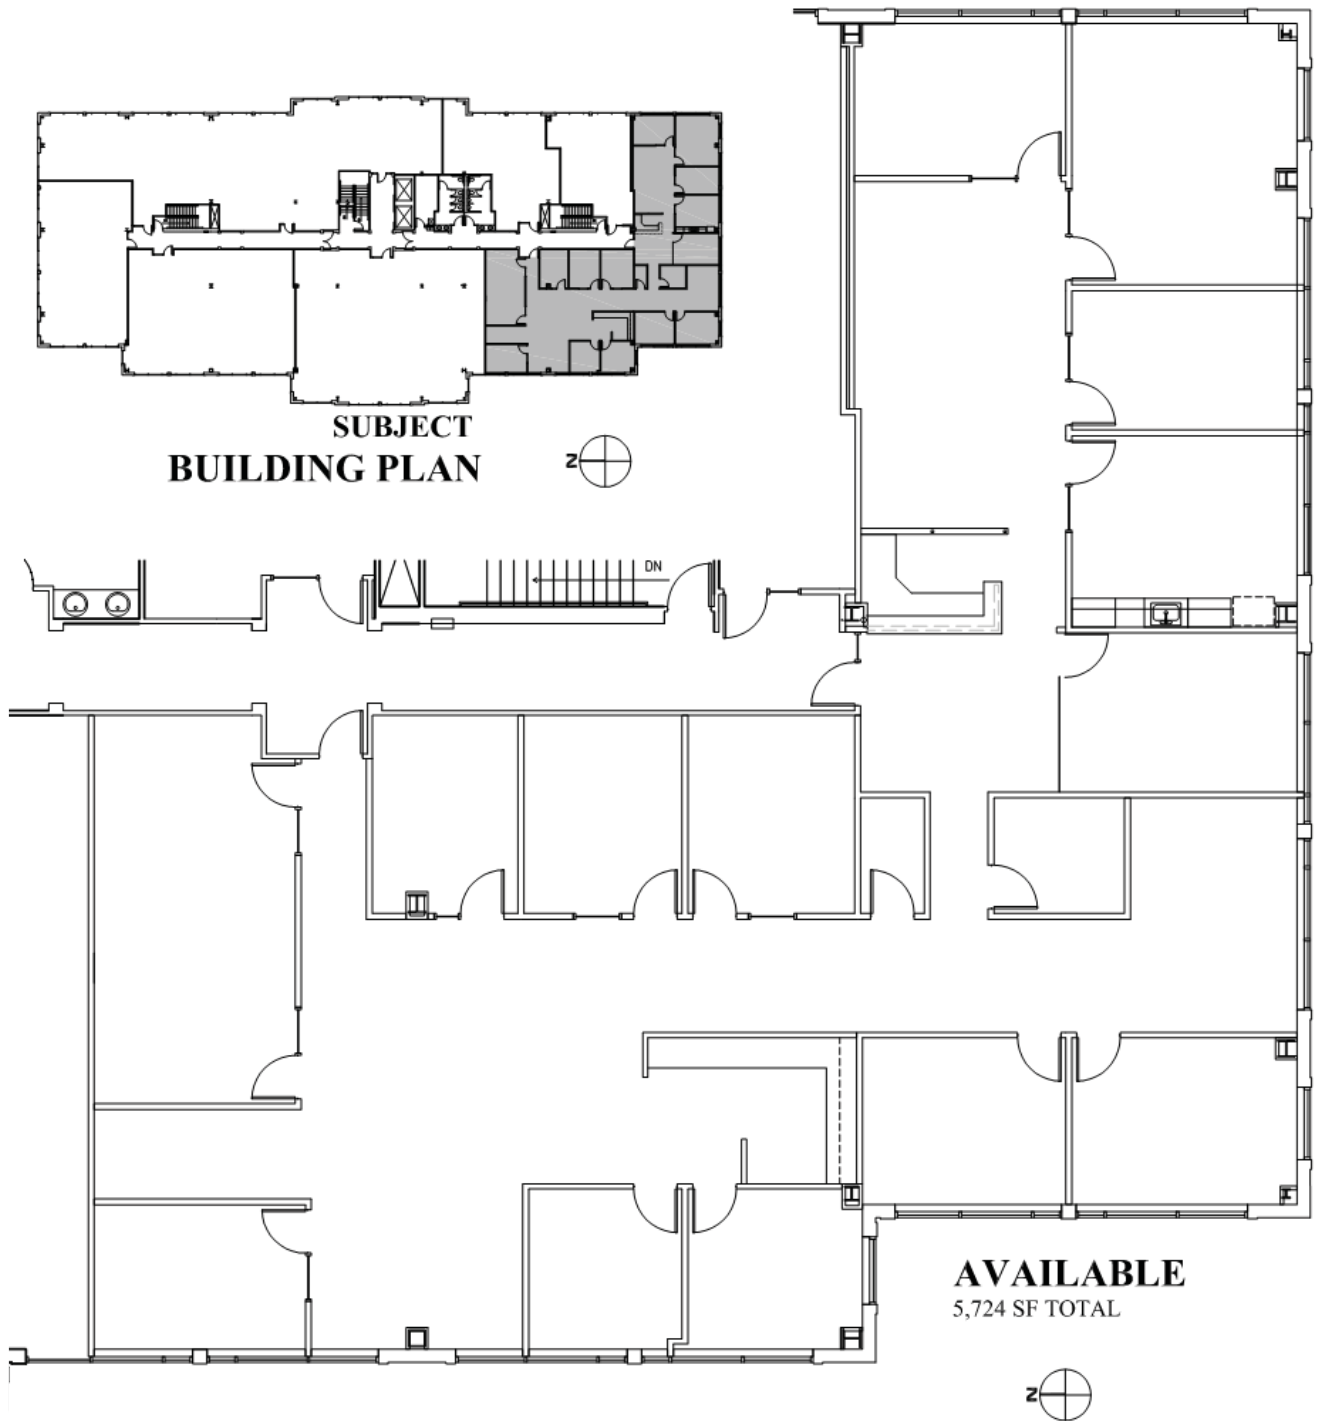 SUBJECT
BUILDING PLAN
N
DN
AVAILABLE
5,724 SF TOTAL
N